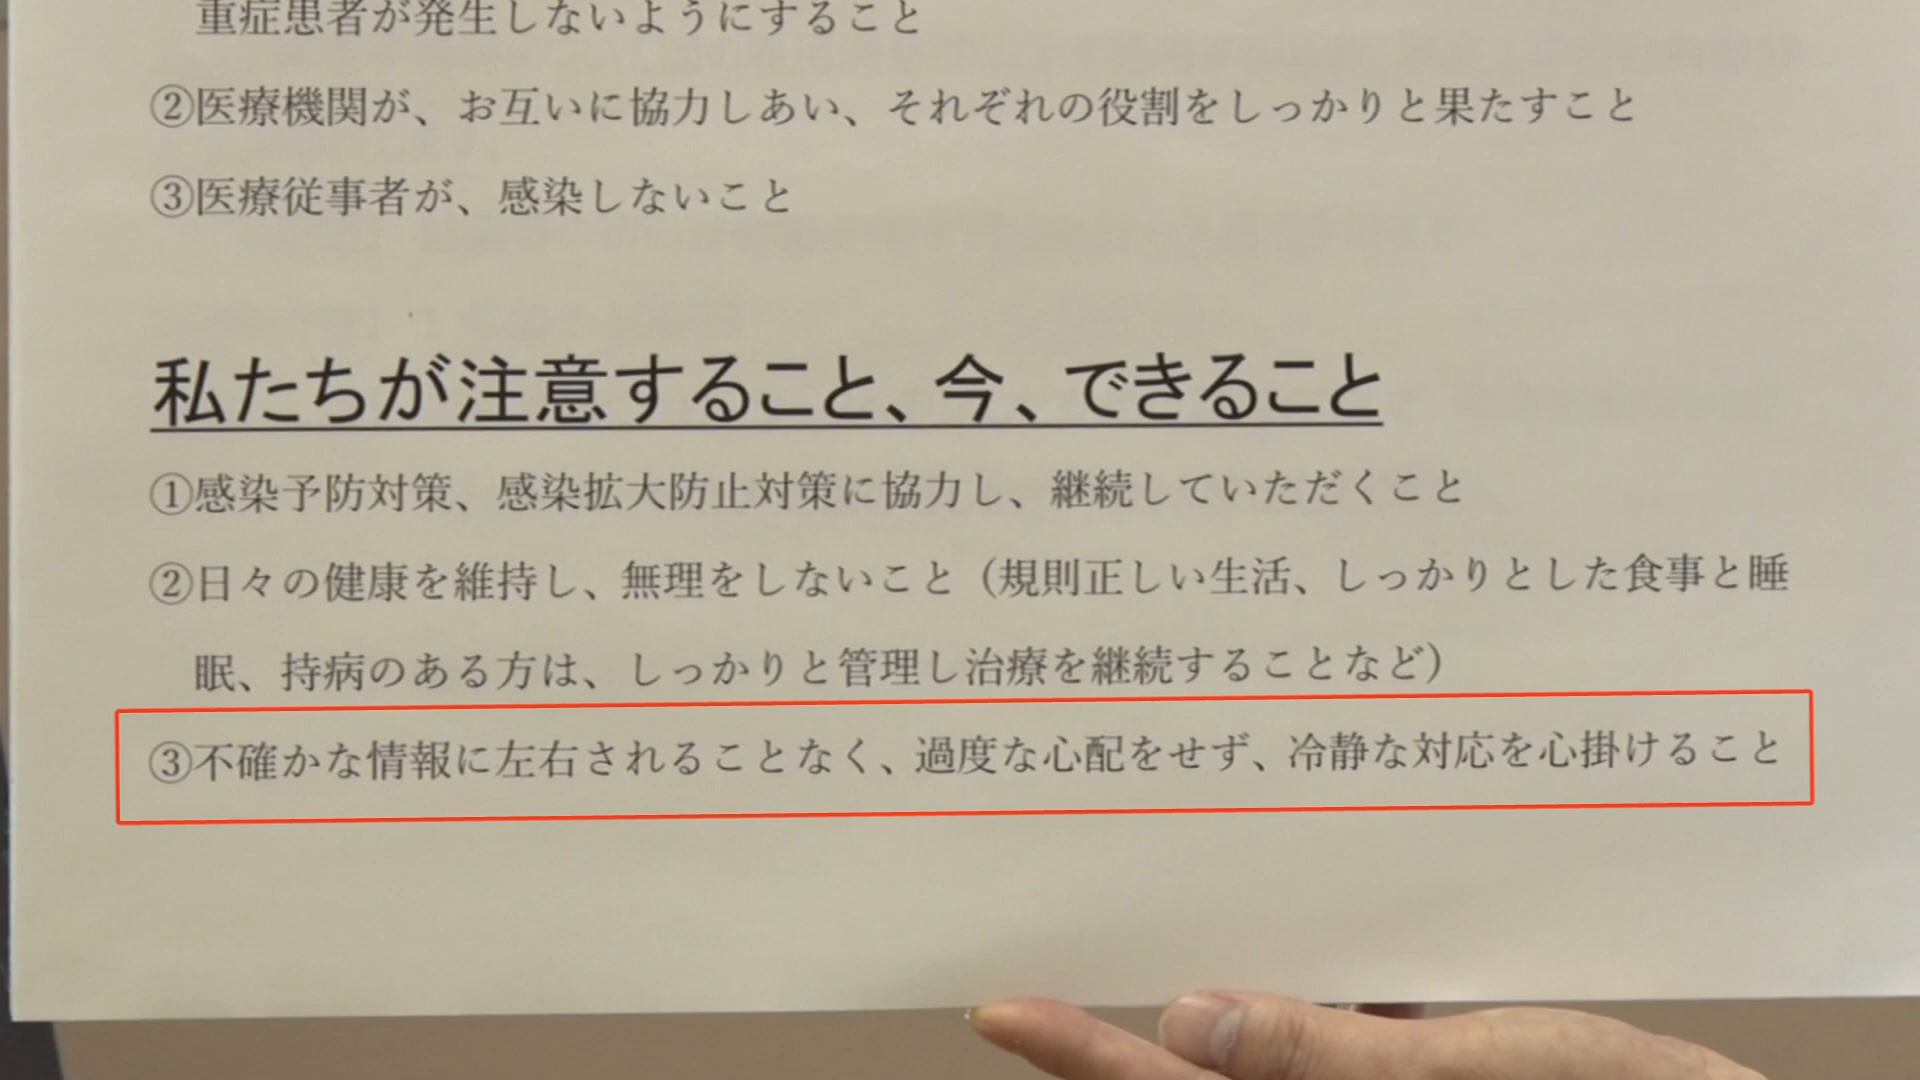 重症患者が発生しないようにすること
②医療機関が、お互いに協力しあい、それぞれの役割をしっかりと果たすこと
③医療従事者が、感染しないこと
私たちが注意すること、今、できること
①感染予防対策、感染拡大防止対策に協力し、継続していただくこと
②日々の健康を維持し、無理をしないこと（規則正しい生活、しっかりとした食事と睡
眠、持病のある方は、しっかりと管理し治療を継続することなど）
③不確かな情報に左右されることなく、過度な心配をせず、冷静な対応を心掛けること